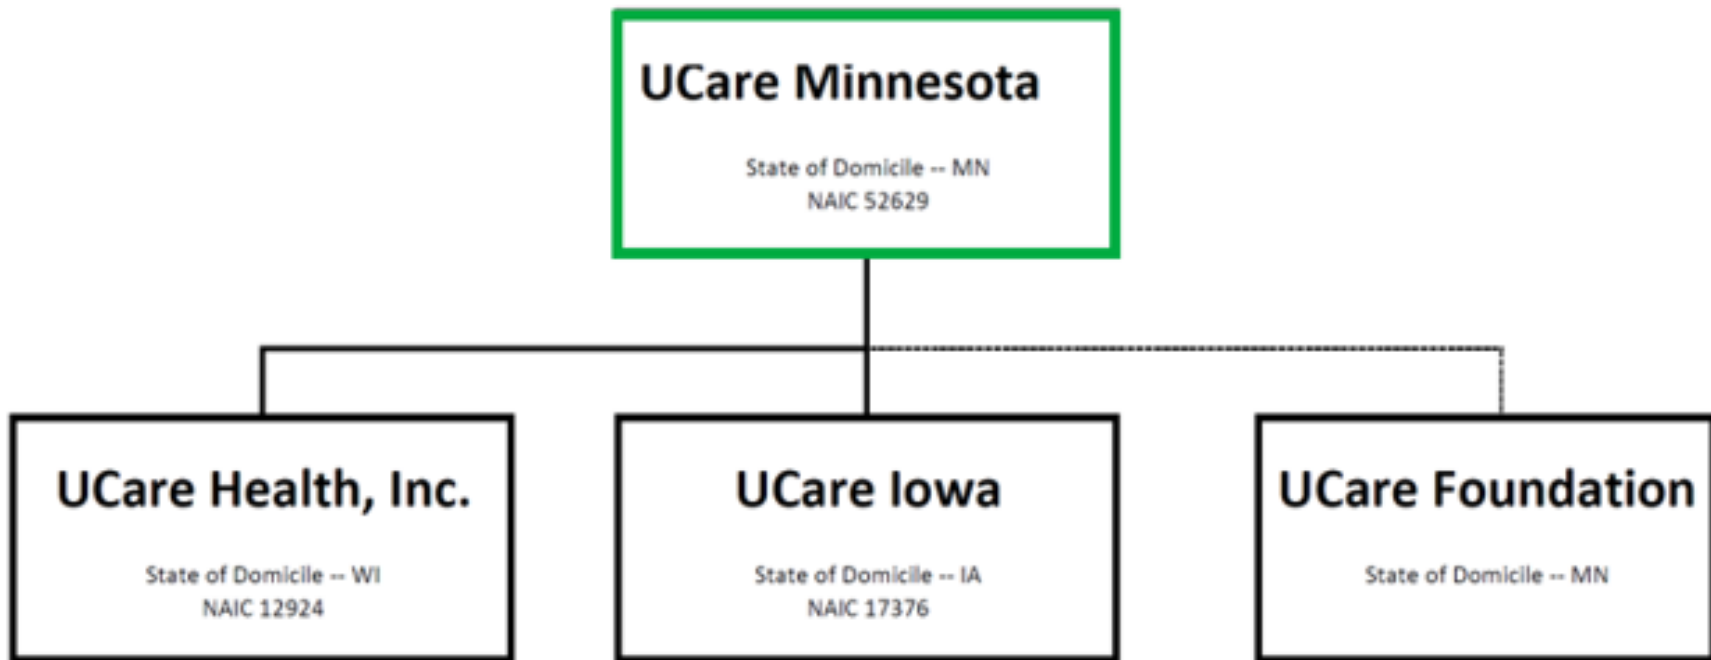 UCare Minnesota
State of Domicile -- MN
NAIC 52629
UCare Health, Inc.
State of Domicile -- WI
NAIC 12924
UCare Iowa
State of Domicile -- IA
NAIC 17376
UCare Foundation
State of Domicile -- MN